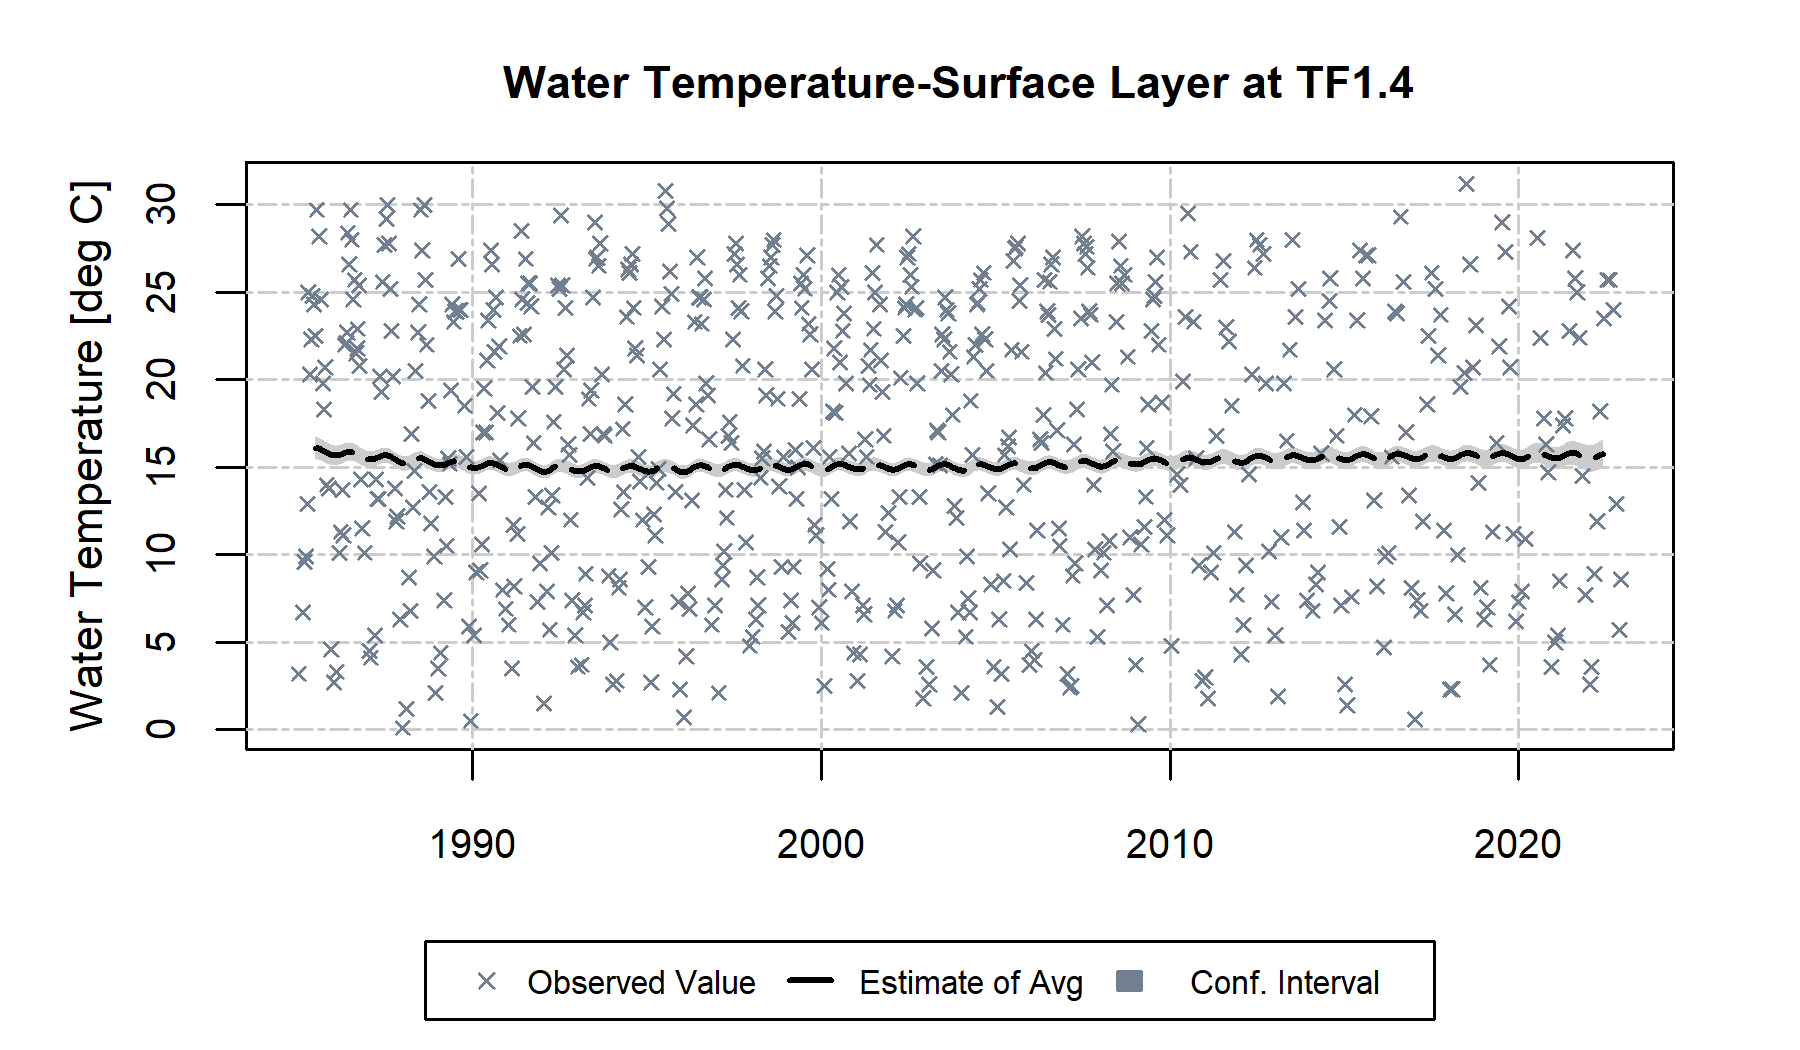 Water Temperature-Surface Layer at TF1.4
Water Temperature [deg C]
30
25
20
15
10
5
0
1990 2000 2010 2020
Observed Value Estimate of Avg Conf. Interval